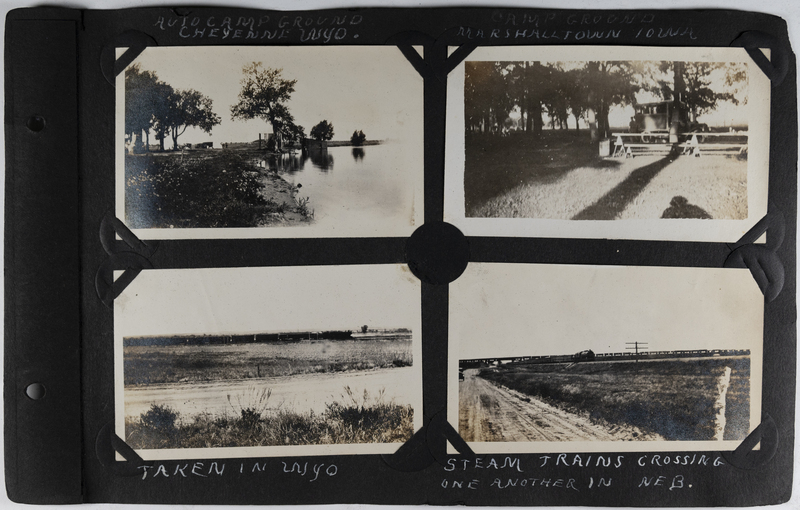 AUTO CAMP GROUND
CHEYENNE WYO.
CAMP GROUND
MARSHALLTOWN IOWA
TAKEN IN WYO
STEAM TRAINS CROSSING
ONE ANOTHER IN NEB.